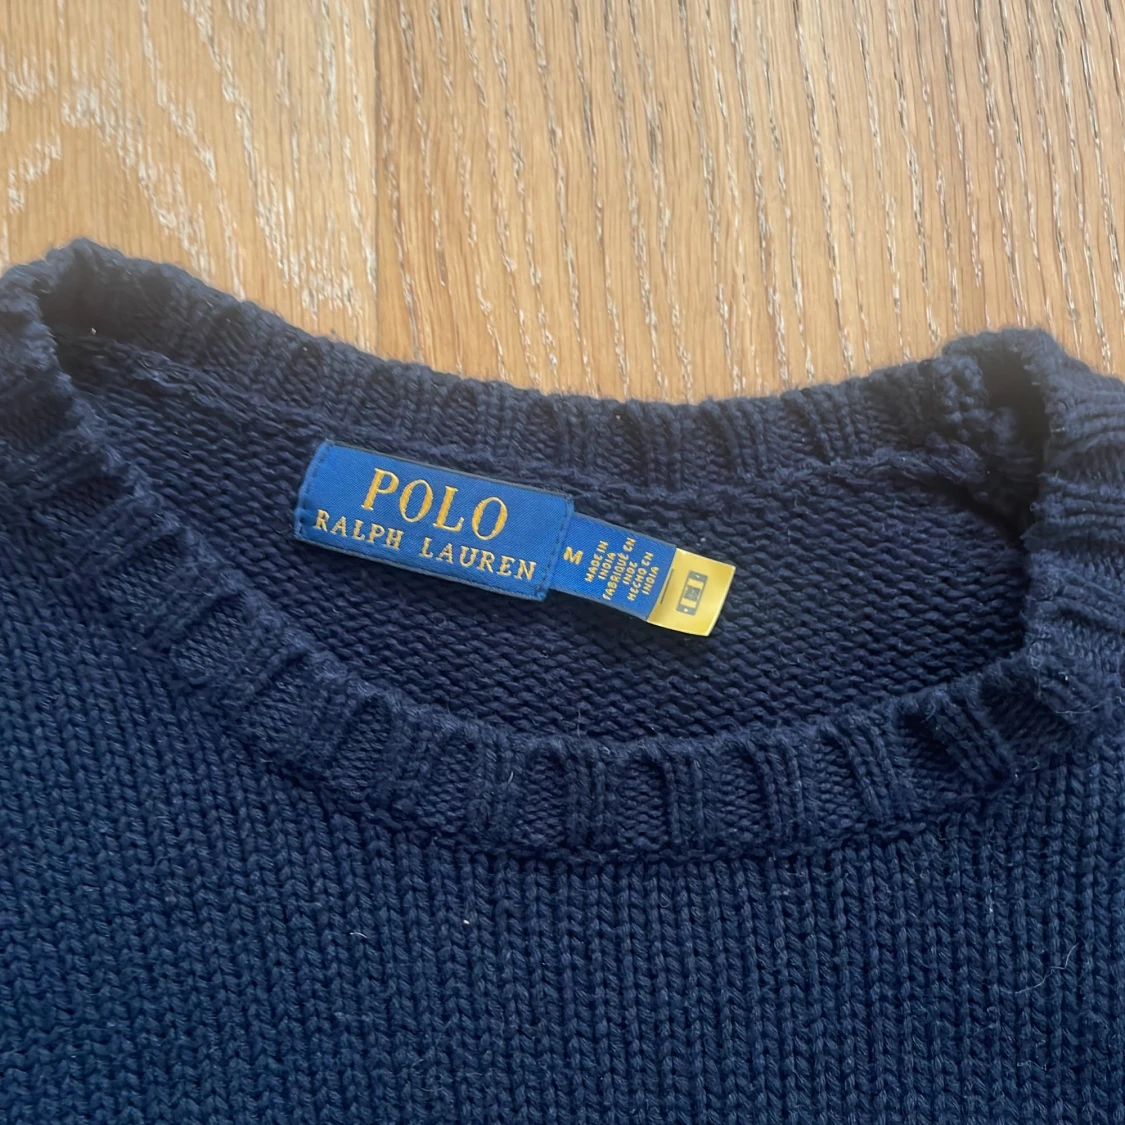 POLO
RALPH LAUREN
M
MADE IN
INDIA
FABRIQUÉ EN
INDE
HECHO EN
INDIA